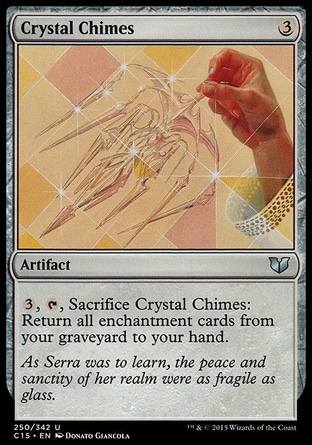 Crystal Chimes 3
Artifact
3, T, Sacrifice Crystal Chimes:
Return all enchantment cards from
your graveyard to your hand.
As Serra was to learn, the peace and
sanctity of her realm were as fragile as
glass.
250/342 U
C15 • EN Donato Giancola
™ & © 2015 Wizards of the Coast